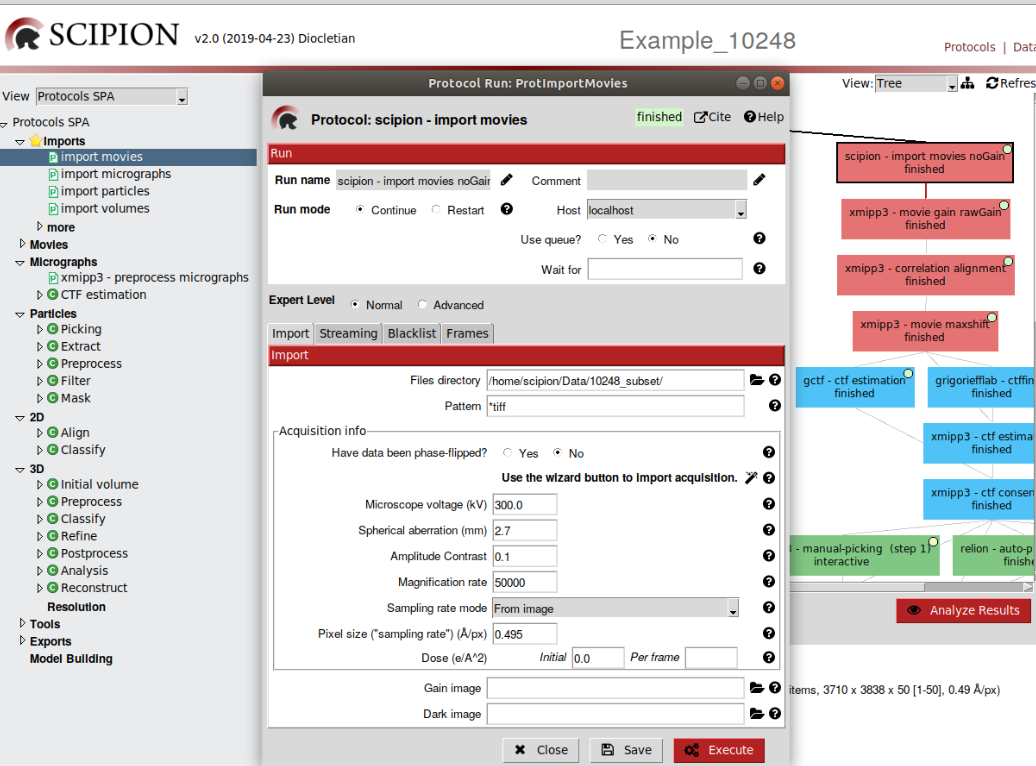 SCIPION v2.0 (2019-04-23) Diocletian
Example_10248
Protocols | Data
View Protocols SPA
Protocols SPA
Imports
import movies
import micrographs
import particles
import volumes
more
Movies
Micrographs
xmipp3 - preprocess micrographs
CTF estimation
Particles
Picking
Extract
Preprocess
Filter
Mask
2D
Align
Classify
3D
Initial volume
Preprocess
Classify
Refine
Postprocess
Analysis
Reconstruct
Resolution
Tools
Exports
Model Building
Protocol Run: ProtImportMovies
Protocol: scipion - import movies
finished Cite Help
Run
Run name scipion - import movies noGair Comment
Run mode Continue Restart Host localhost
Use queue? Yes No
Wait for
Expert Level Normal Advanced
Import Streaming Blacklist Frames
Import
Files directory /home/scipion/Data/10248_subset/
Pattern *tiff
Acquisition info
Have data been phase-flipped? Yes No
Use the wizard button to import acquisition.
Microscope voltage (kV) 300.0
Spherical aberration (mm) 2.7
Amplitude Contrast 0.1
Magnification rate 50000
Sampling rate mode From image
Pixel size ("sampling rate") (Å/px) 0.495
Dose (e/A^2) Initial 0.0 Per frame
Gain image
Dark image
Close Save Execute
View: Tree Refres
scipion - import movies noGain
finished
xmipp3 - movie gain rawGain
finished
xmipp3 - correlation alignment
finished
xmipp3 - movie maxshift
finished
gctf - ctf estimation
finished
grigoriefflab - ctffin
finished
xmipp3 - ctf estima
finished
xmipp3 - ctf consen
finished
- manual-picking (step 1)
interactive
relion - auto-p
finishe
Analyze Results
items, 3710 x 3838 x 50 [1-50], 0.49 Å/px)